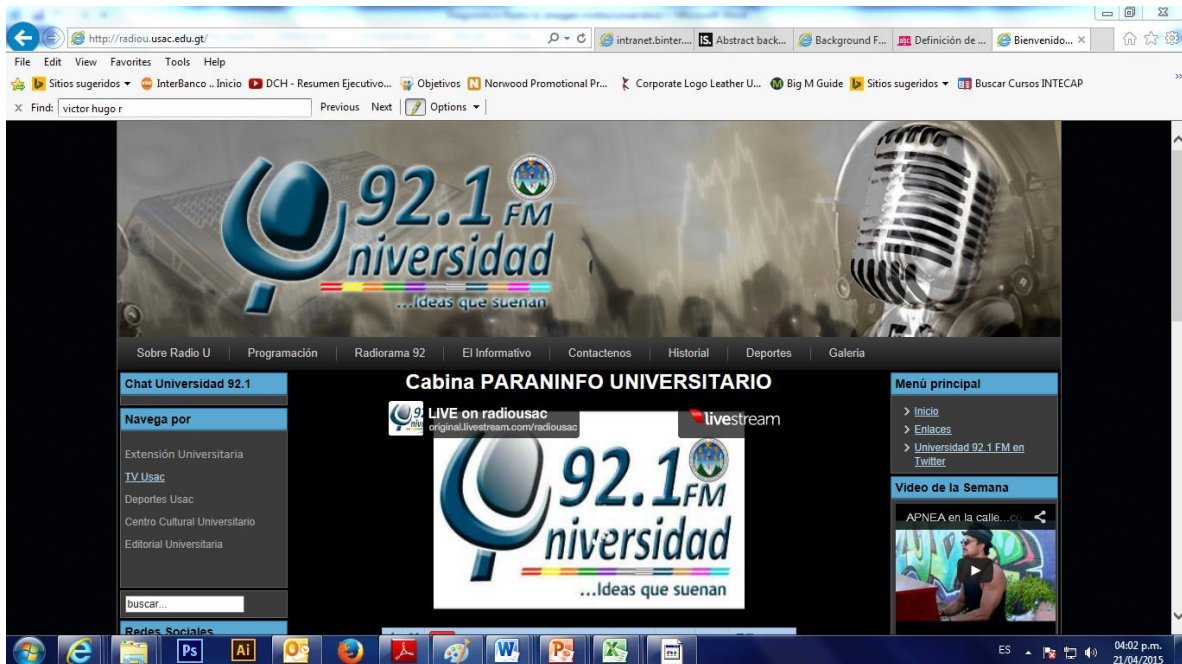 http://radiou.usac.edu.gt/
intranet.binter....
Abstract back...
Background F...
Definición de ...
Bienvenido...
File Edit View Favorites Tools Help
Sitios sugeridos
InterBanco .. Inicio
DCH - Resumen Ejecutivo...
Objetivos
Norwood Promotional Pr...
Corporate Logo Leather U...
Big M Guide
Sitios sugeridos
Buscar Cursos INTECAP
Find: victor hugo r
Previous Next Options
92.1 FM
Universidad
...Ideas que suenan
Sobre Radio U
Programación
Radiorama 92
El Informativo
Contactenos
Historial
Deportes
Galeria
Chat Universidad 92.1
Navega por
Extensión Universitaria
TV Usac
Deportes Usac
Centro Cultural Universitario
Editorial Universitaria
buscar...
Redes Sociales
Cabina PARANINFO UNIVERSITARIO
LIVE on radiousac
original.livestream.com/radiousac
livestream
92.1 FM
Universidad
...Ideas que suenan
Menú principal
Inicio
Enlaces
Universidad 92.1 FM en
Twitter
Video de la Semana
APNEA en la calle...co
Ps
Ai
ES
04:02 p.m.
21/04/2015